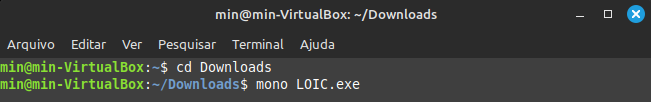 min@min-VirtualBox: ~/Downloads
Arquivo Editar Ver Pesquisar Terminal Ajuda
min@min-VirtualBox:~$ cd Downloads
min@min-VirtualBox:~/Downloads$ mono LOIC.exe